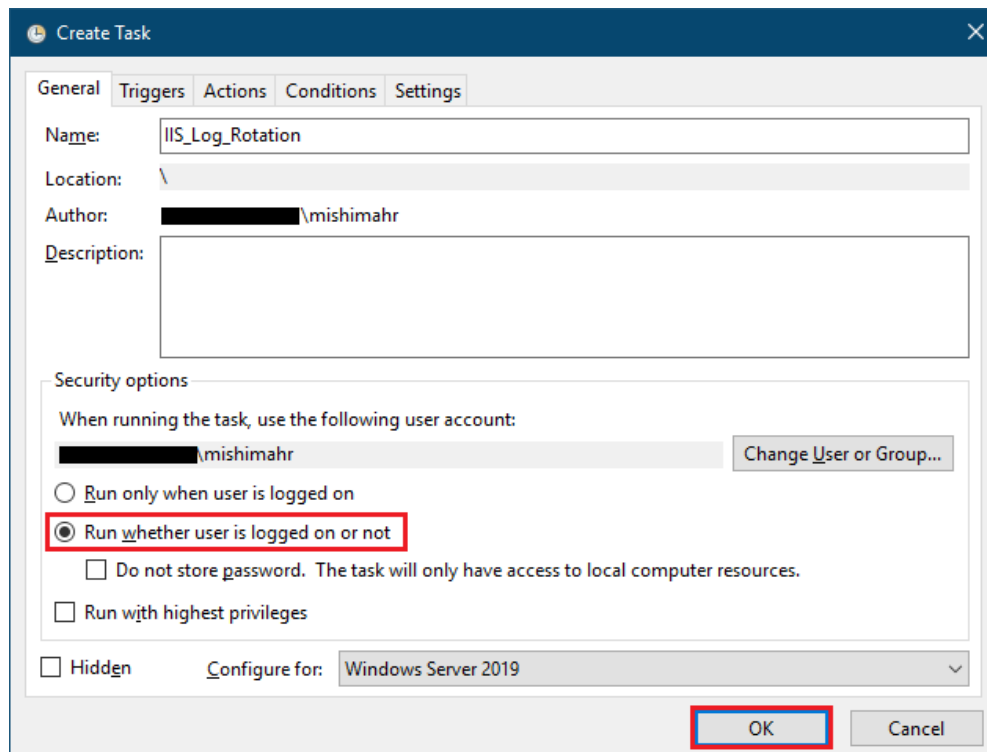 Create Task
General Triggers Actions Conditions Settings
Name: IIS_Log_Rotation
Location: \
Author: \mishimahr
Description:
Security options
When running the task, use the following user account:
\mishimahr Change User or Group...
Run only when user is logged on
Run whether user is logged on or not
Do not store password. The task will only have access to local computer resources.
Run with highest privileges
Hidden Configure for: Windows Server 2019
OK Cancel